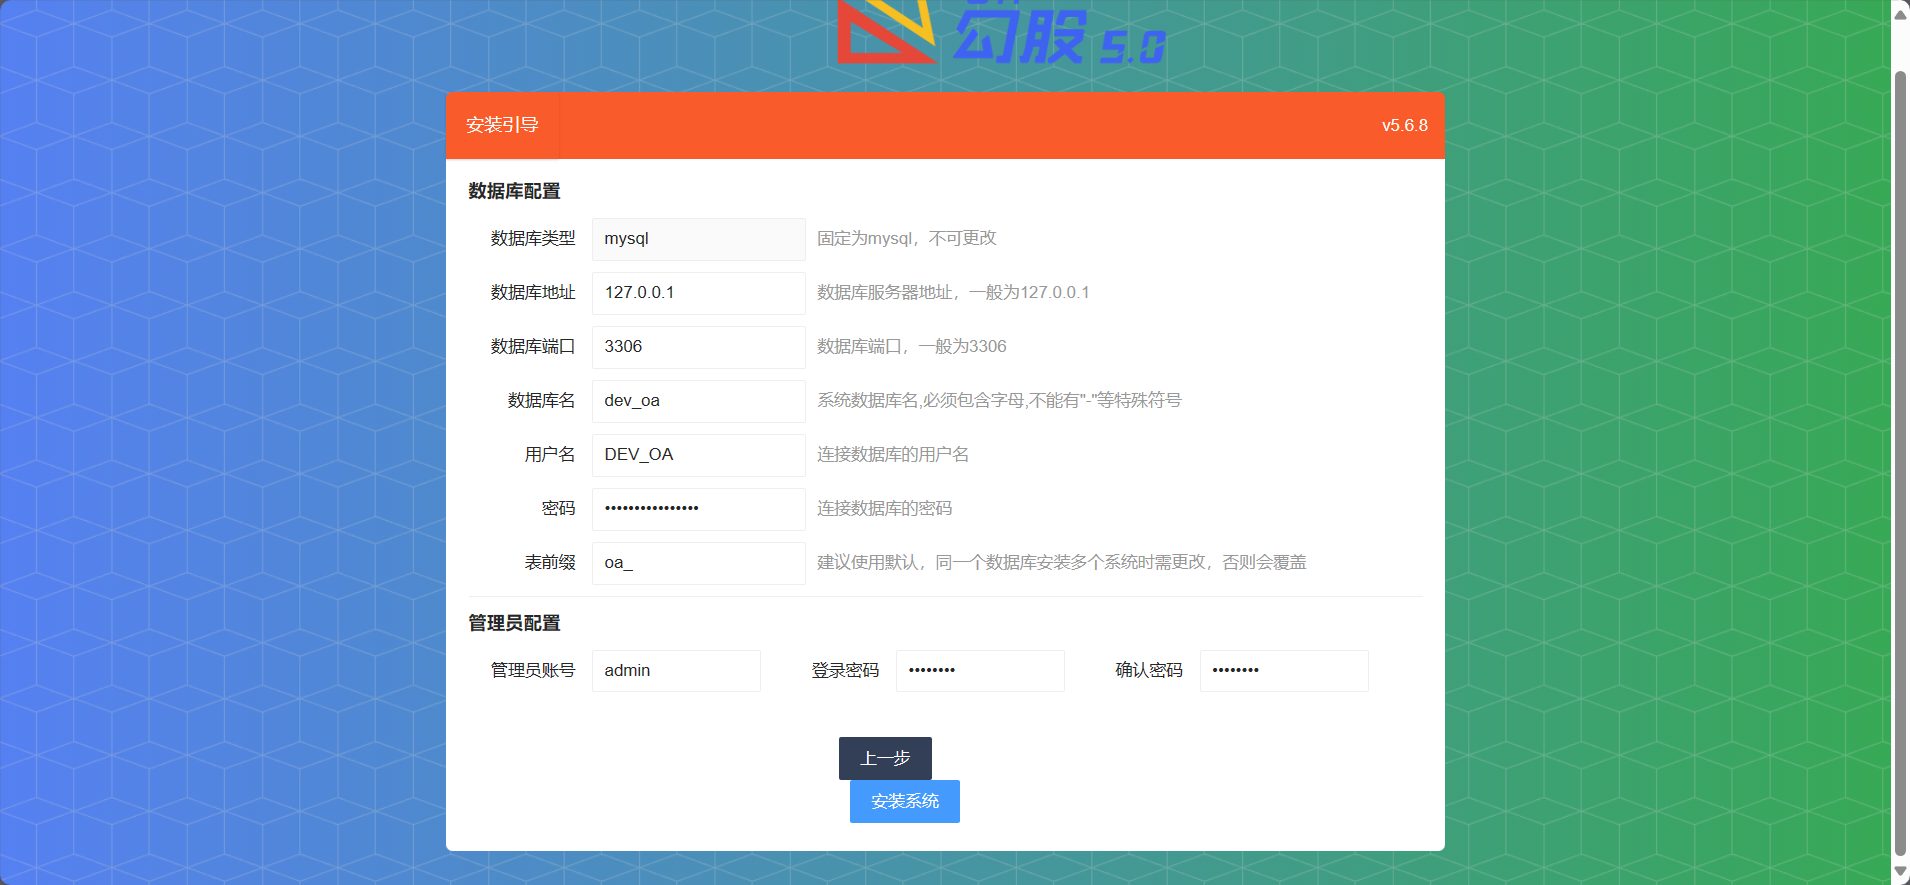 勾股 5.0
安装引导
v5.6.8
数据库配置
数据库类型 mysql 固定为mysql，不可更改
数据库地址 127.0.0.1 数据库服务器地址，一般为127.0.0.1
数据库端口 3306 数据库端口，一般为3306
数据库名 dev_oa 系统数据库名,必须包含字母,不能有"-"等特殊符号
用户名 DEV_OA 连接数据库的用户名
密码 •••••••••••••••• 连接数据库的密码
表前缀 oa_ 建议使用默认，同一个数据库安装多个系统时需更改，否则会覆盖
管理员配置
管理员账号 admin 登录密码 •••••••• 确认密码 ••••••••
上一步
安装系统